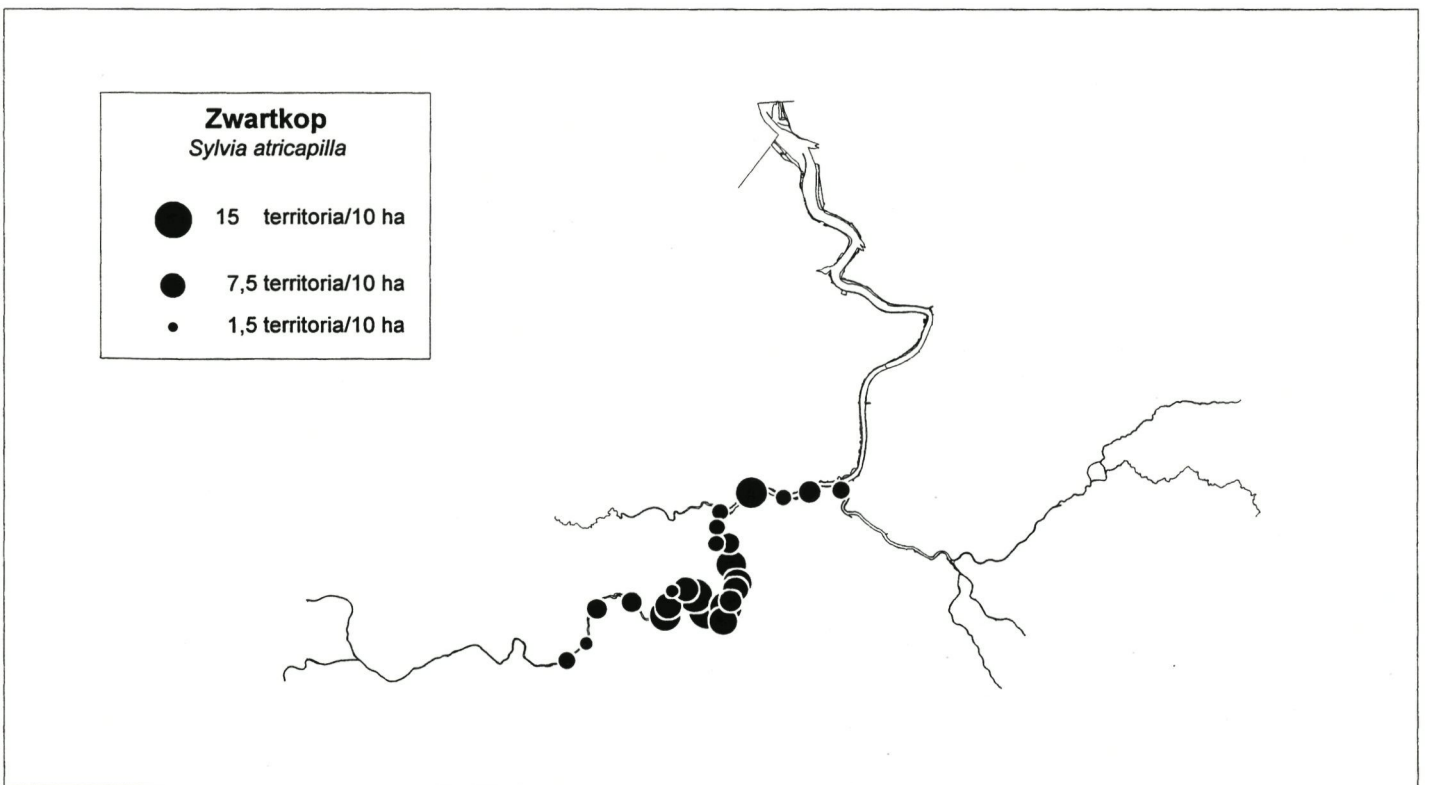 Zwartkop
Sylvia atricapilla
15 territoria/10 ha
7,5 territoria/10 ha
1,5 territoria/10 ha